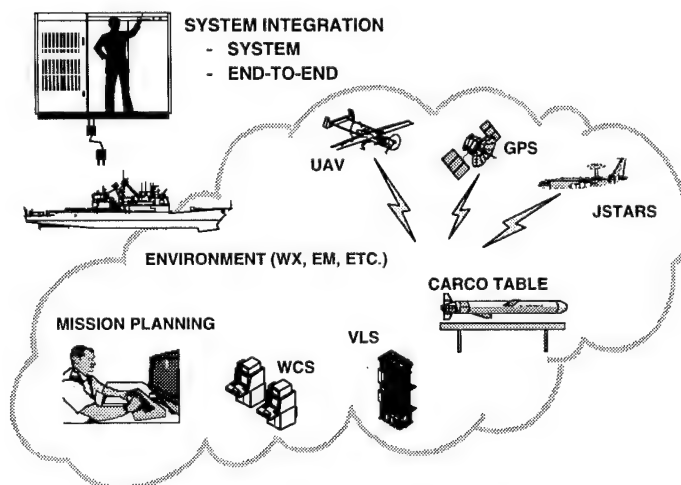 SYSTEM INTEGRATION
- SYSTEM
- END-TO-END
UAV
GPS
JSTARS
ENVIRONMENT (WX, EM, ETC.)
CARCO TABLE
MISSION PLANNING
VLS
WCS